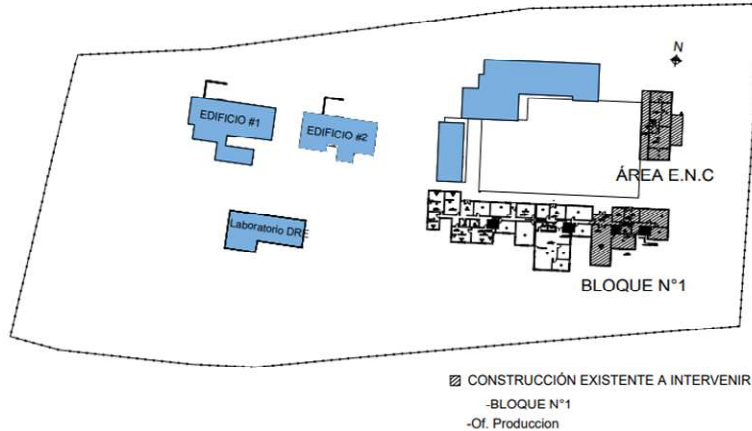 N
EDIFICIO #1
EDIFICIO #2
ÁREA E.N.C
Laboratorio DRE
BLOQUE N°1
CONSTRUCCIÓN EXISTENTE A INTERVENIR
-BLOQUE N°1
-Of. Produccion